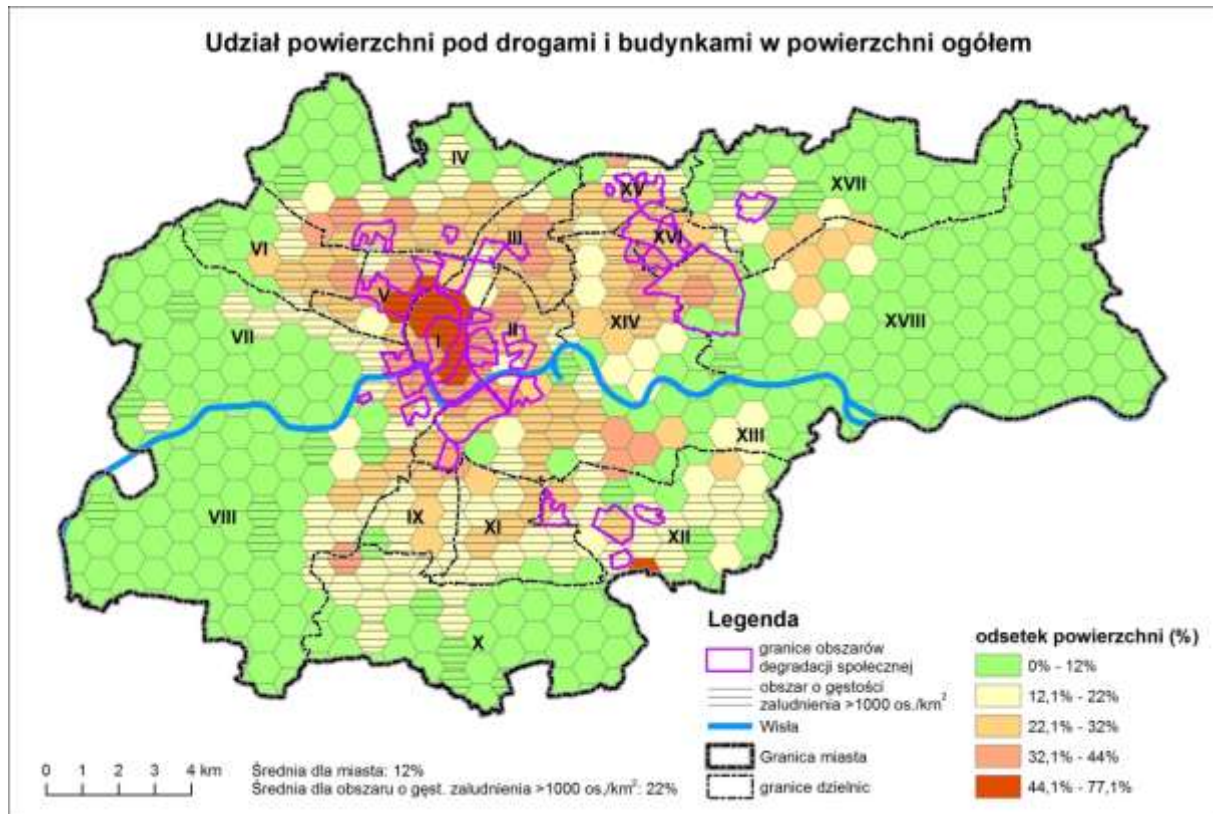 Udział powierzchni pod drogami i budynkami w powierzchni ogółem
IV
XV
XVII
III
XVI
VI
V
XVIII
VII
I
II
XIV
XIII
VIII
IX
XI
XII
X
Legenda
granice obszarów
degradacji społecznej
obszar o gęstości
zaludnienia >1000 os./km²
Wisła
Granica miasta
granice dzielnic
odsetek powierzchni (%)
0% - 12%
12,1% - 22%
22,1% - 32%
32,1% - 44%
44,1% - 77,1%
0 1 2 3 4 km
Średnia dla miasta: 12%
Średnia dla obszaru o gęst. zaludnienia >1000 os./km²: 22%